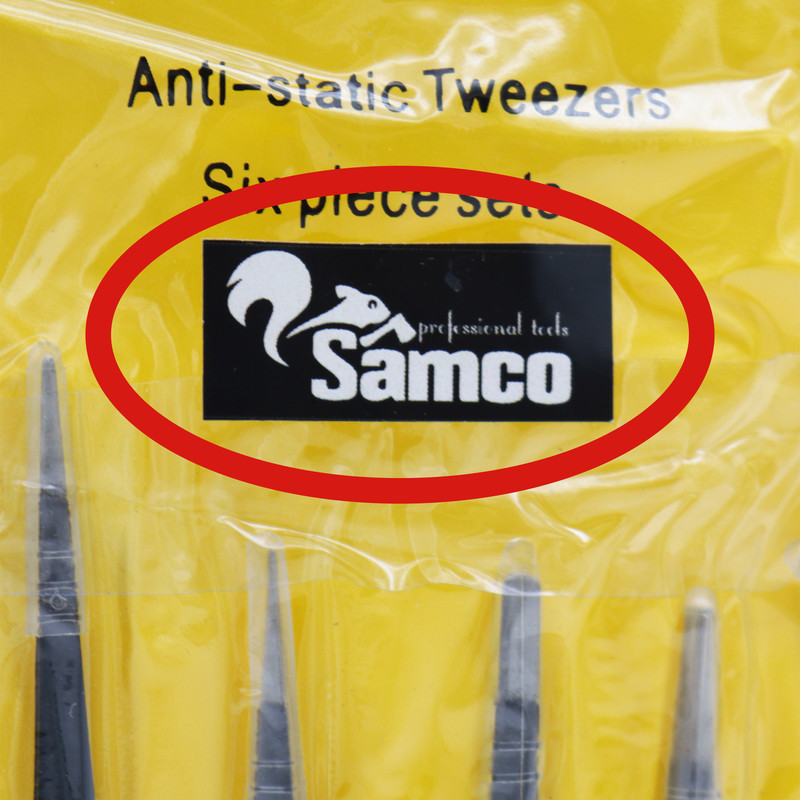 Anti-static Tweezers
Six piece sets
professional tools
Samco